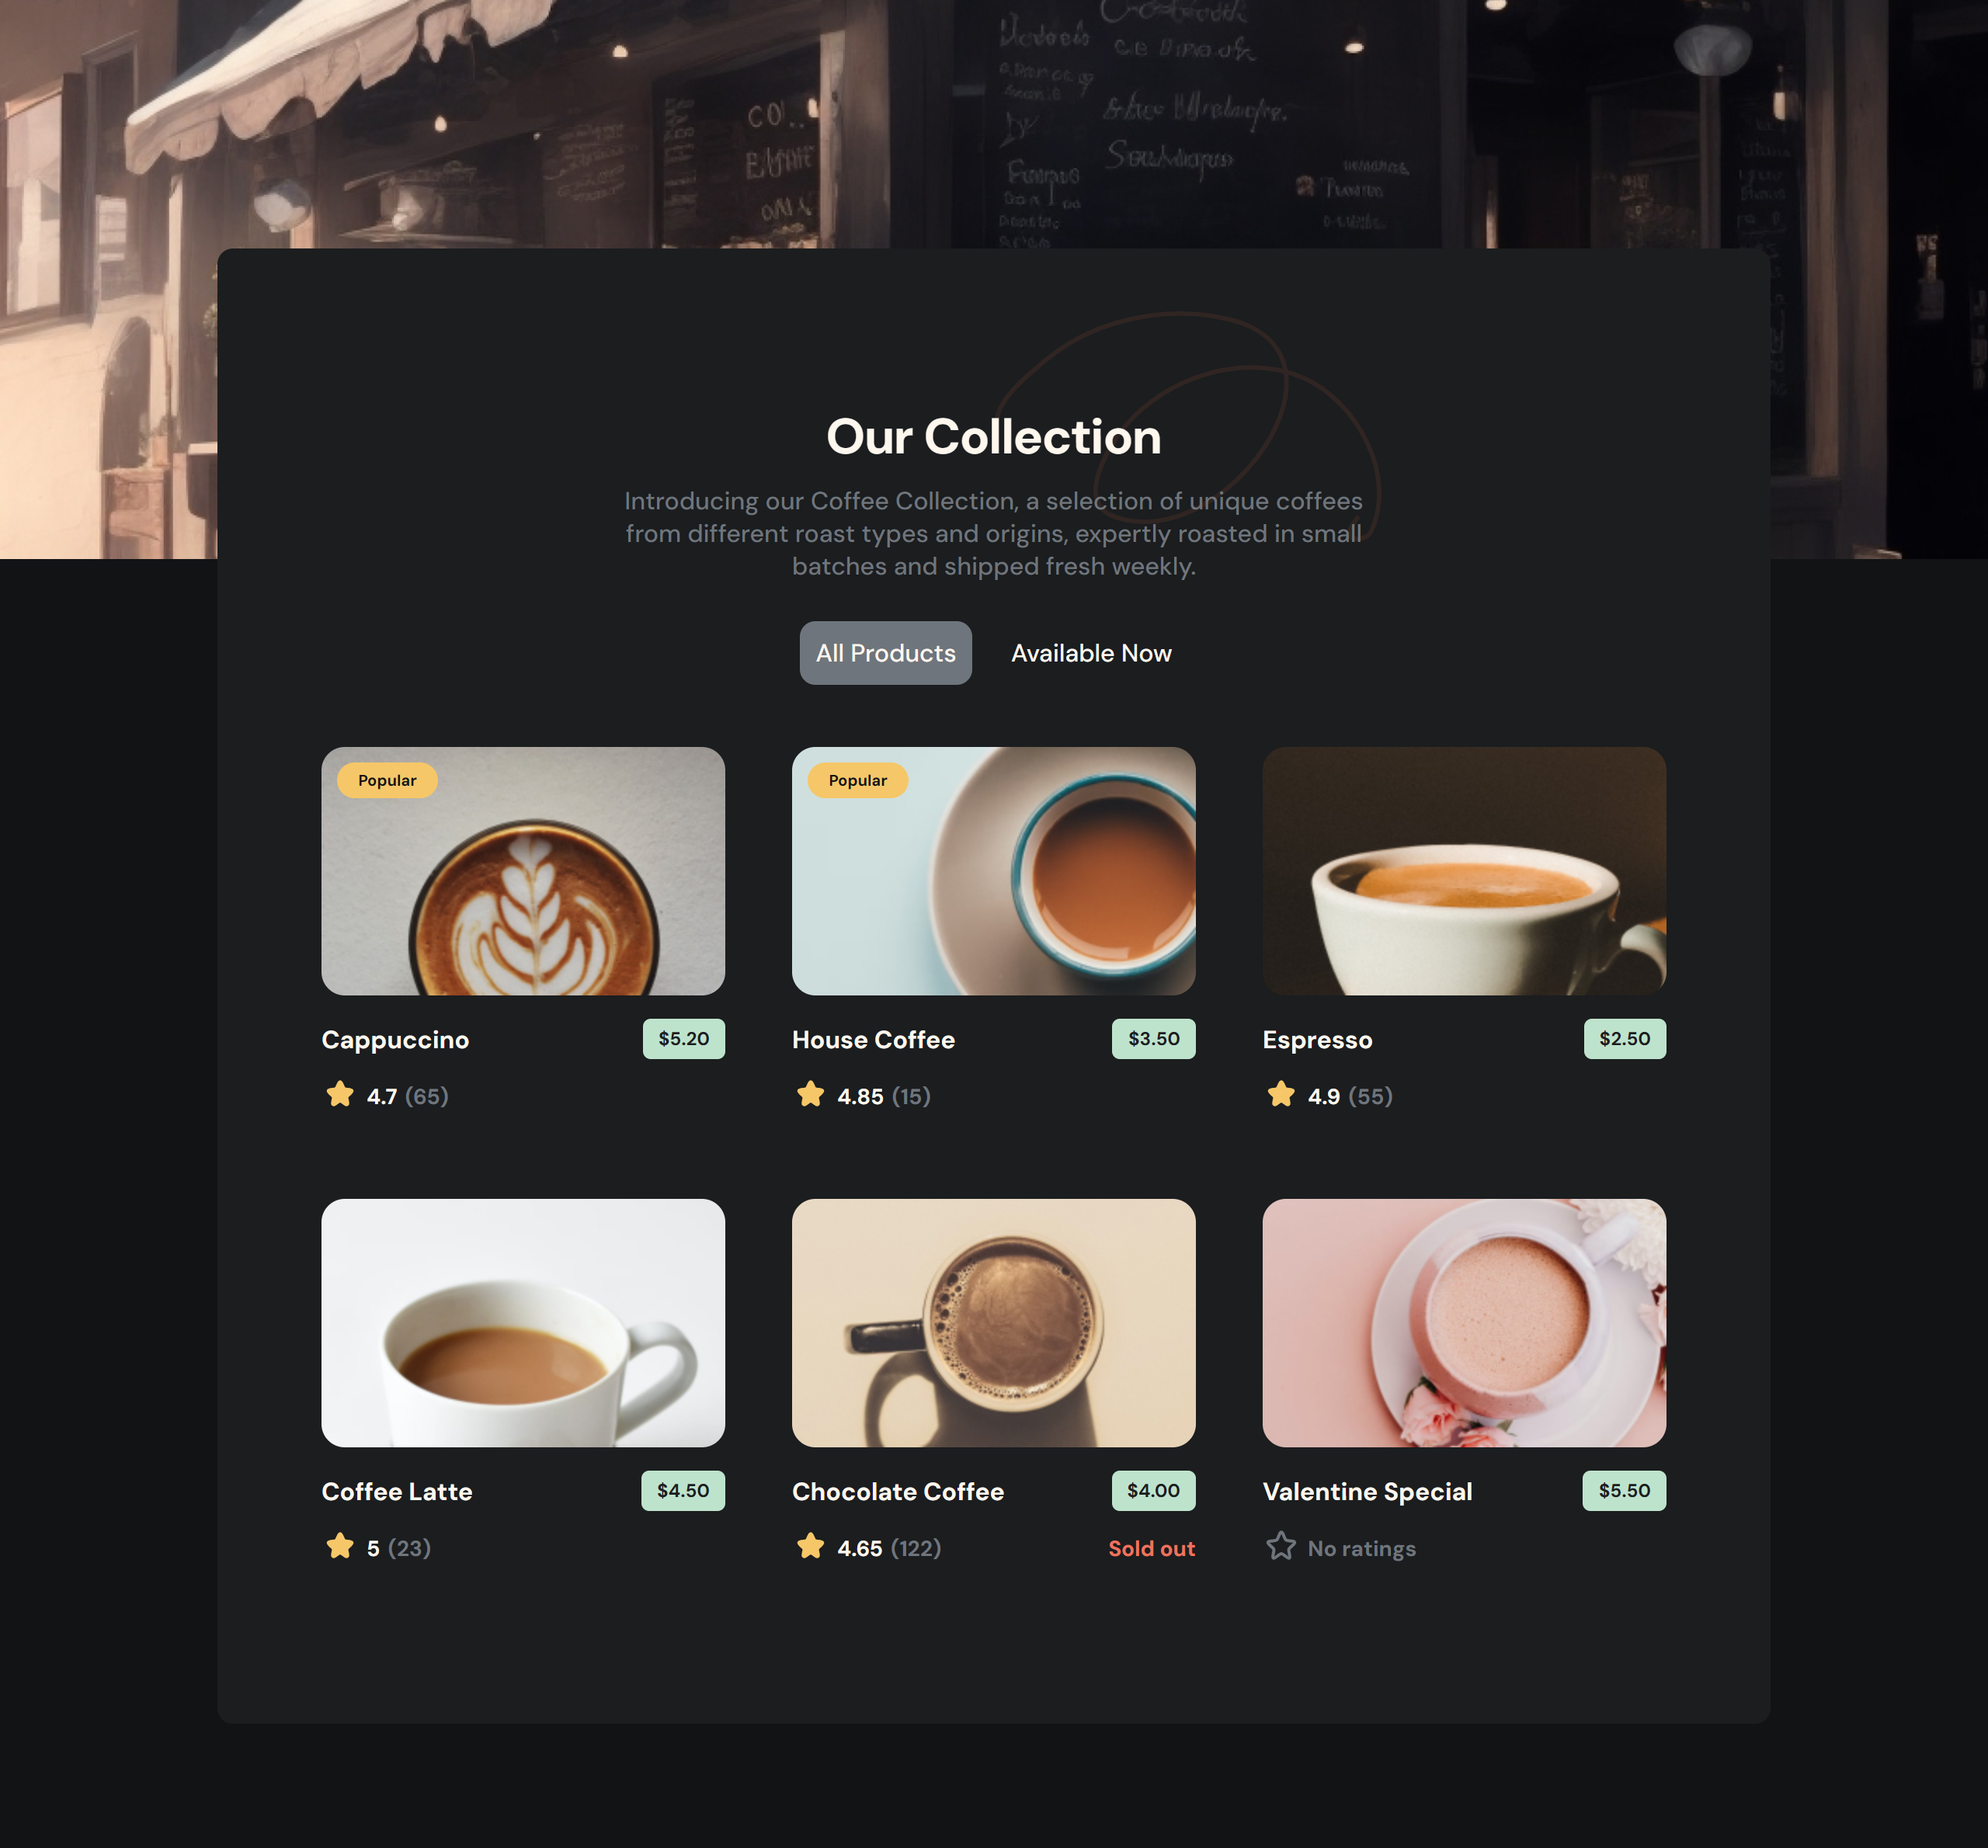 Our Collection
Introducing our Coffee Collection, a selection of unique coffees
from different roast types and origins, expertly roasted in small
batches and shipped fresh weekly.
All Products
Available Now
Popular
Popular
Cappuccino
$5.20
House Coffee
$3.50
Espresso
$2.50
4.7 (65)
4.85 (15)
4.9 (55)
Coffee Latte
$4.50
Chocolate Coffee
$4.00
Valentine Special
$5.50
5 (23)
4.65 (122)
Sold out
No ratings